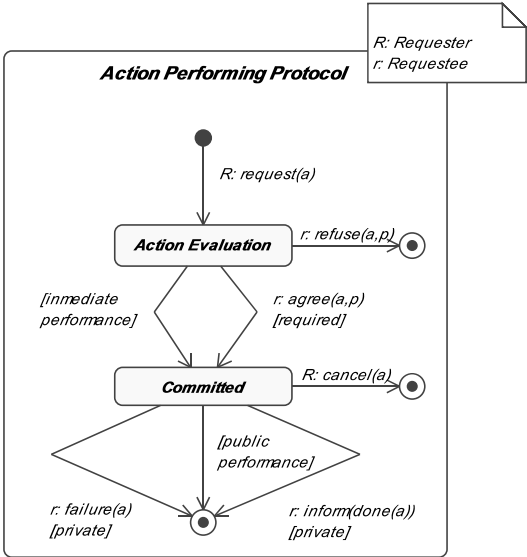 R: Requester
r: Requestee
Action Performing Protocol
R: request(a)
Action Evaluation
r: refuse(a,p)
[inmediate
performance]
r: agree(a,p)
[required]
Committed
R: cancel(a)
[public
performance]
r: failure(a)
[private]
r: inform(done(a))
[private]